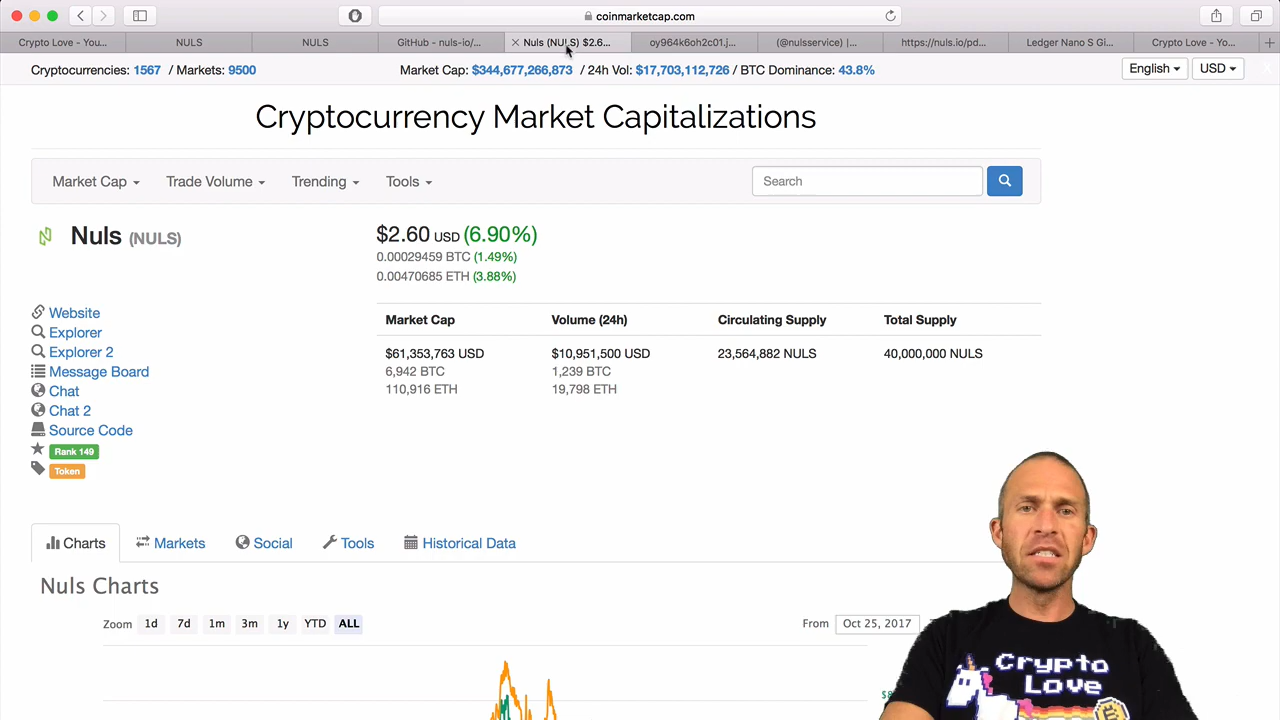 coinmarketcap.com
Crypto Love - You...
NULS
NULS
GitHub - nuls-io/...
Nuls (NULS) $2.6...
oy964k6oh2c01.j...
(@nulsservice) |...
https://nuls.io/pd...
Ledger Nano S Gi...
Crypto Love - Yo...
Cryptocurrencies: 1567 / Markets: 9500
Market Cap: $344,677,266,873 / 24h Vol: $17,703,112,726 / BTC Dominance: 43.8%
English
USD
Cryptocurrency Market Capitalizations
Market Cap
Trade Volume
Trending
Tools
Search
Nuls (NULS)
$2.60 USD (6.90%)
0.00029459 BTC (1.49%)
0.00470685 ETH (3.88%)
Website
Explorer
Explorer 2
Message Board
Chat
Chat 2
Source Code
Rank 149
Token
Market Cap
Volume (24h)
Circulating Supply
Total Supply
$61,353,763 USD
$10,951,500 USD
23,564,882 NULS
40,000,000 NULS
6,942 BTC
1,239 BTC
110,916 ETH
19,798 ETH
Charts
Markets
Social
Tools
Historical Data
Nuls Charts
Zoom
1d
7d
1m
3m
1y
YTD
ALL
From
Oct 25, 2017
Crypto
Love